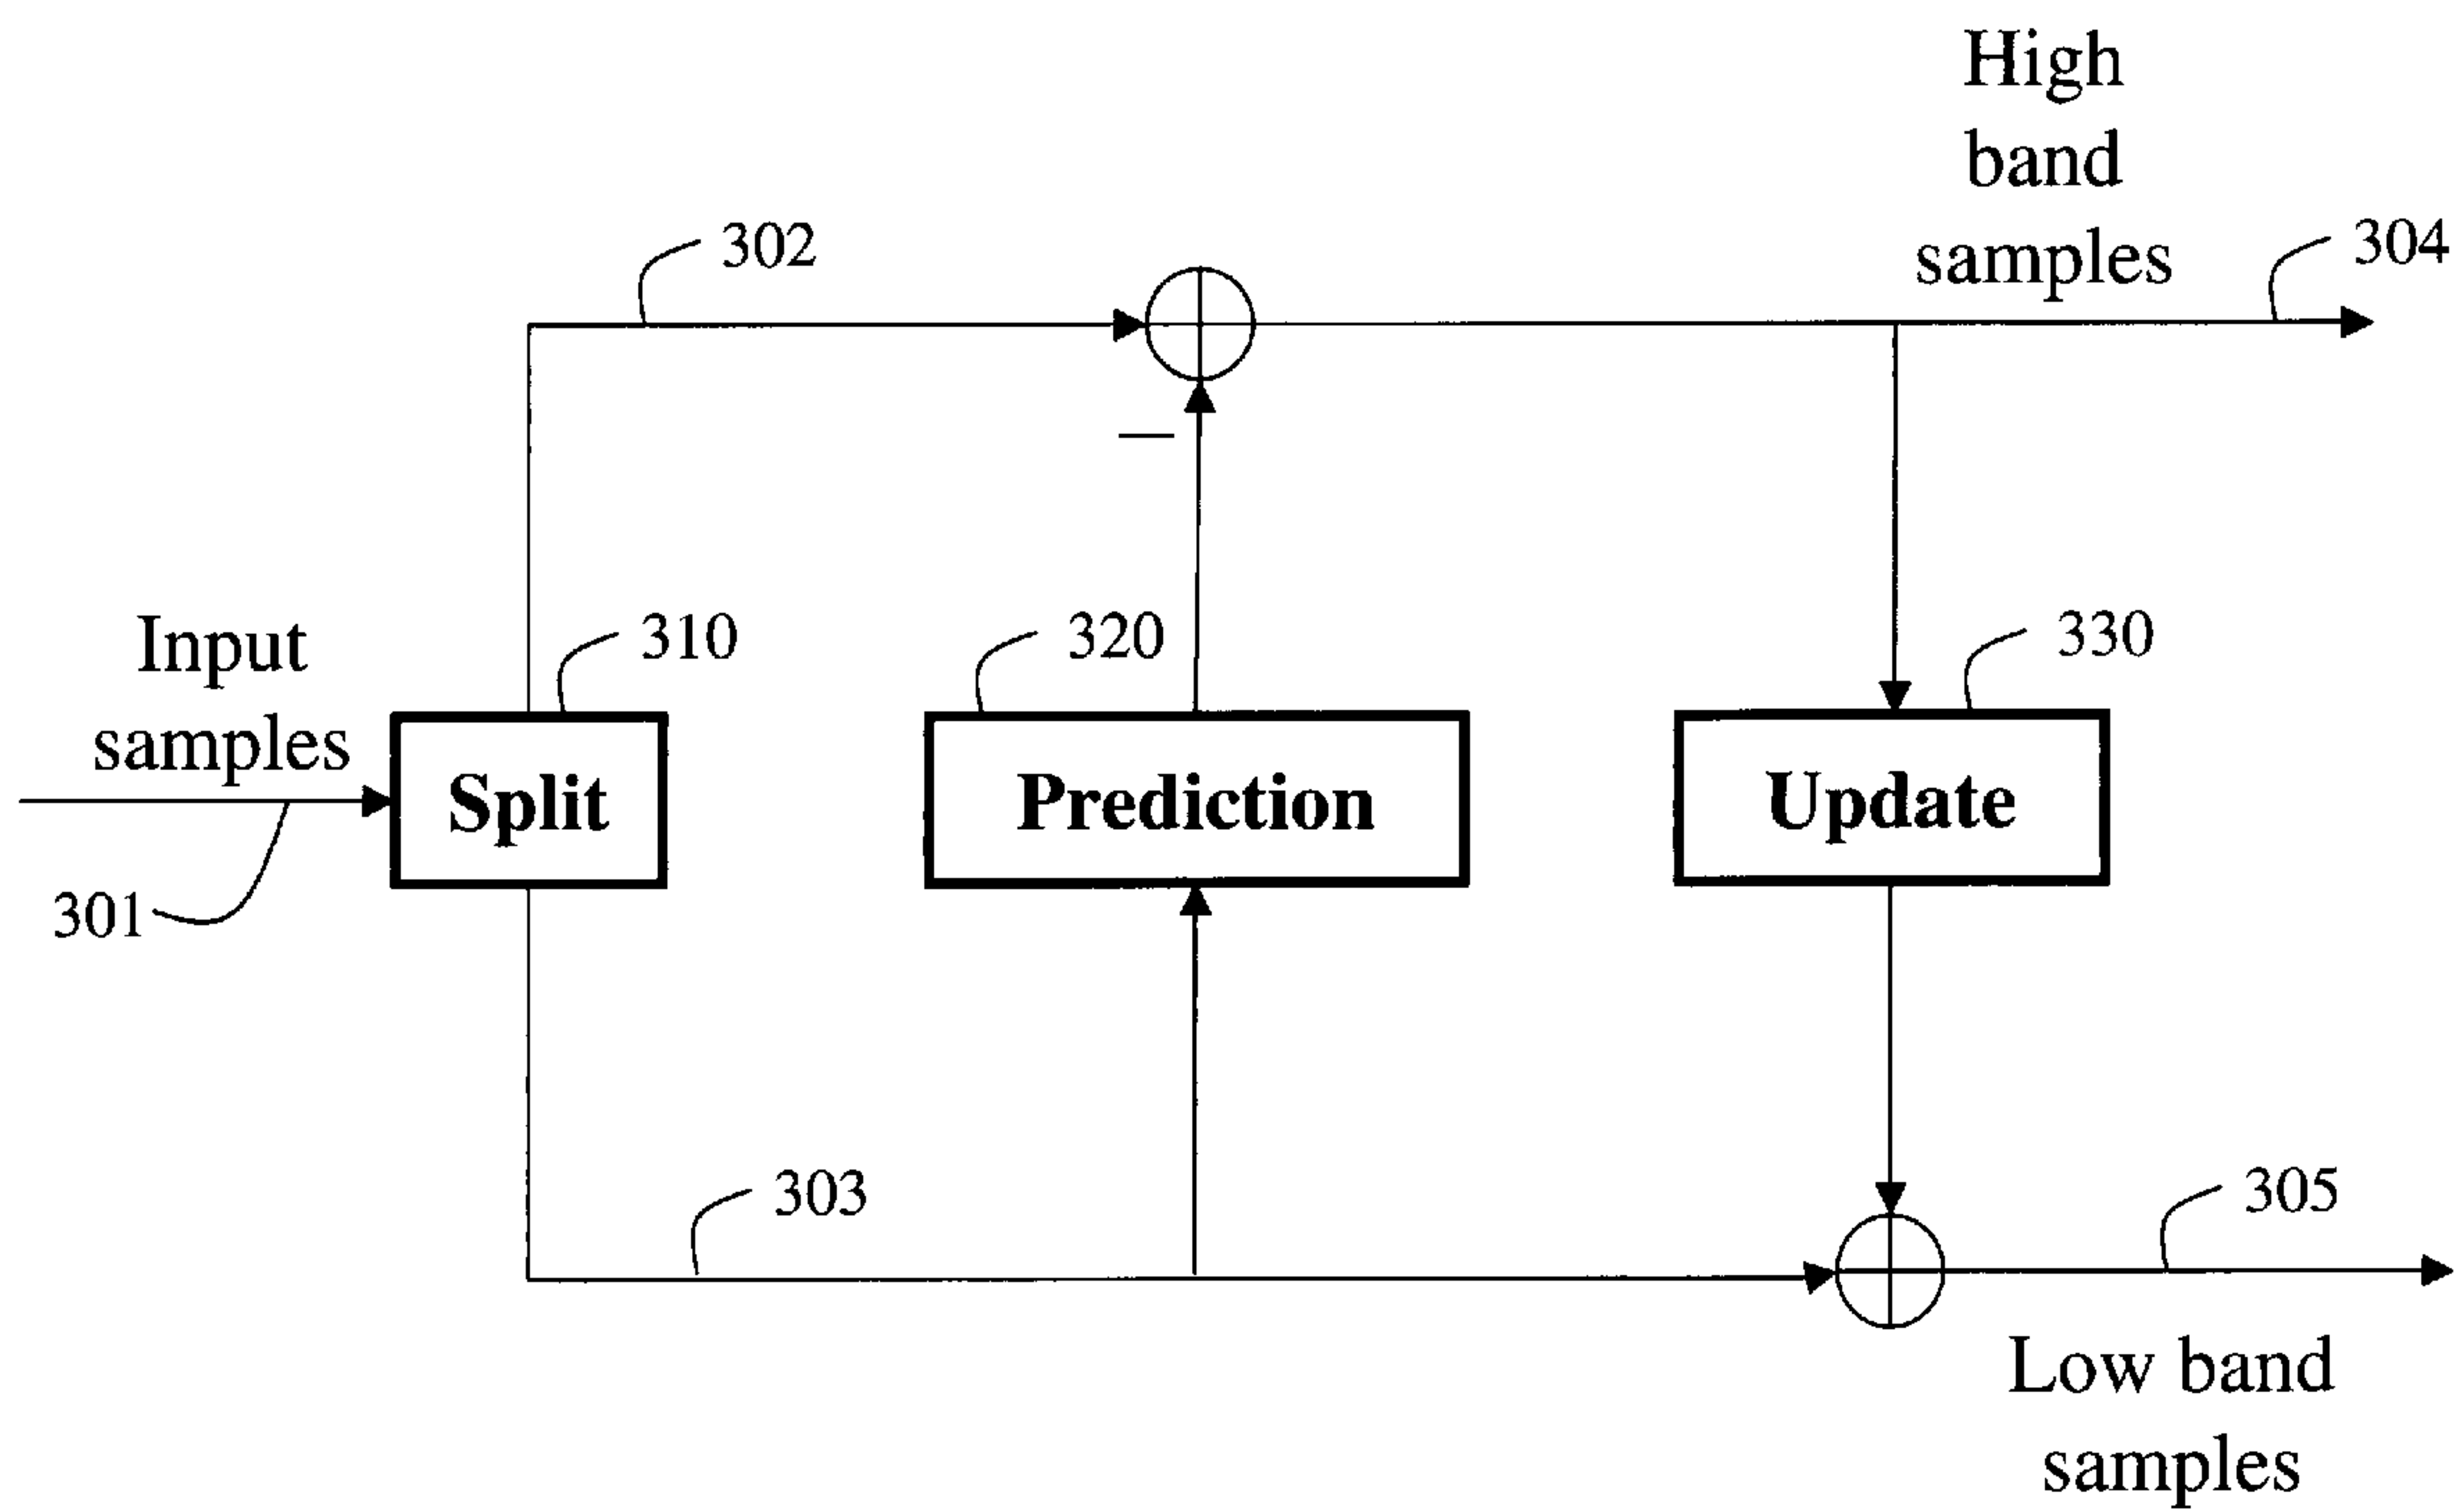 High
band
samples
304
302
310
320
330
Input
samples
Split
Prediction
Update
301
303
305
Low band
samples